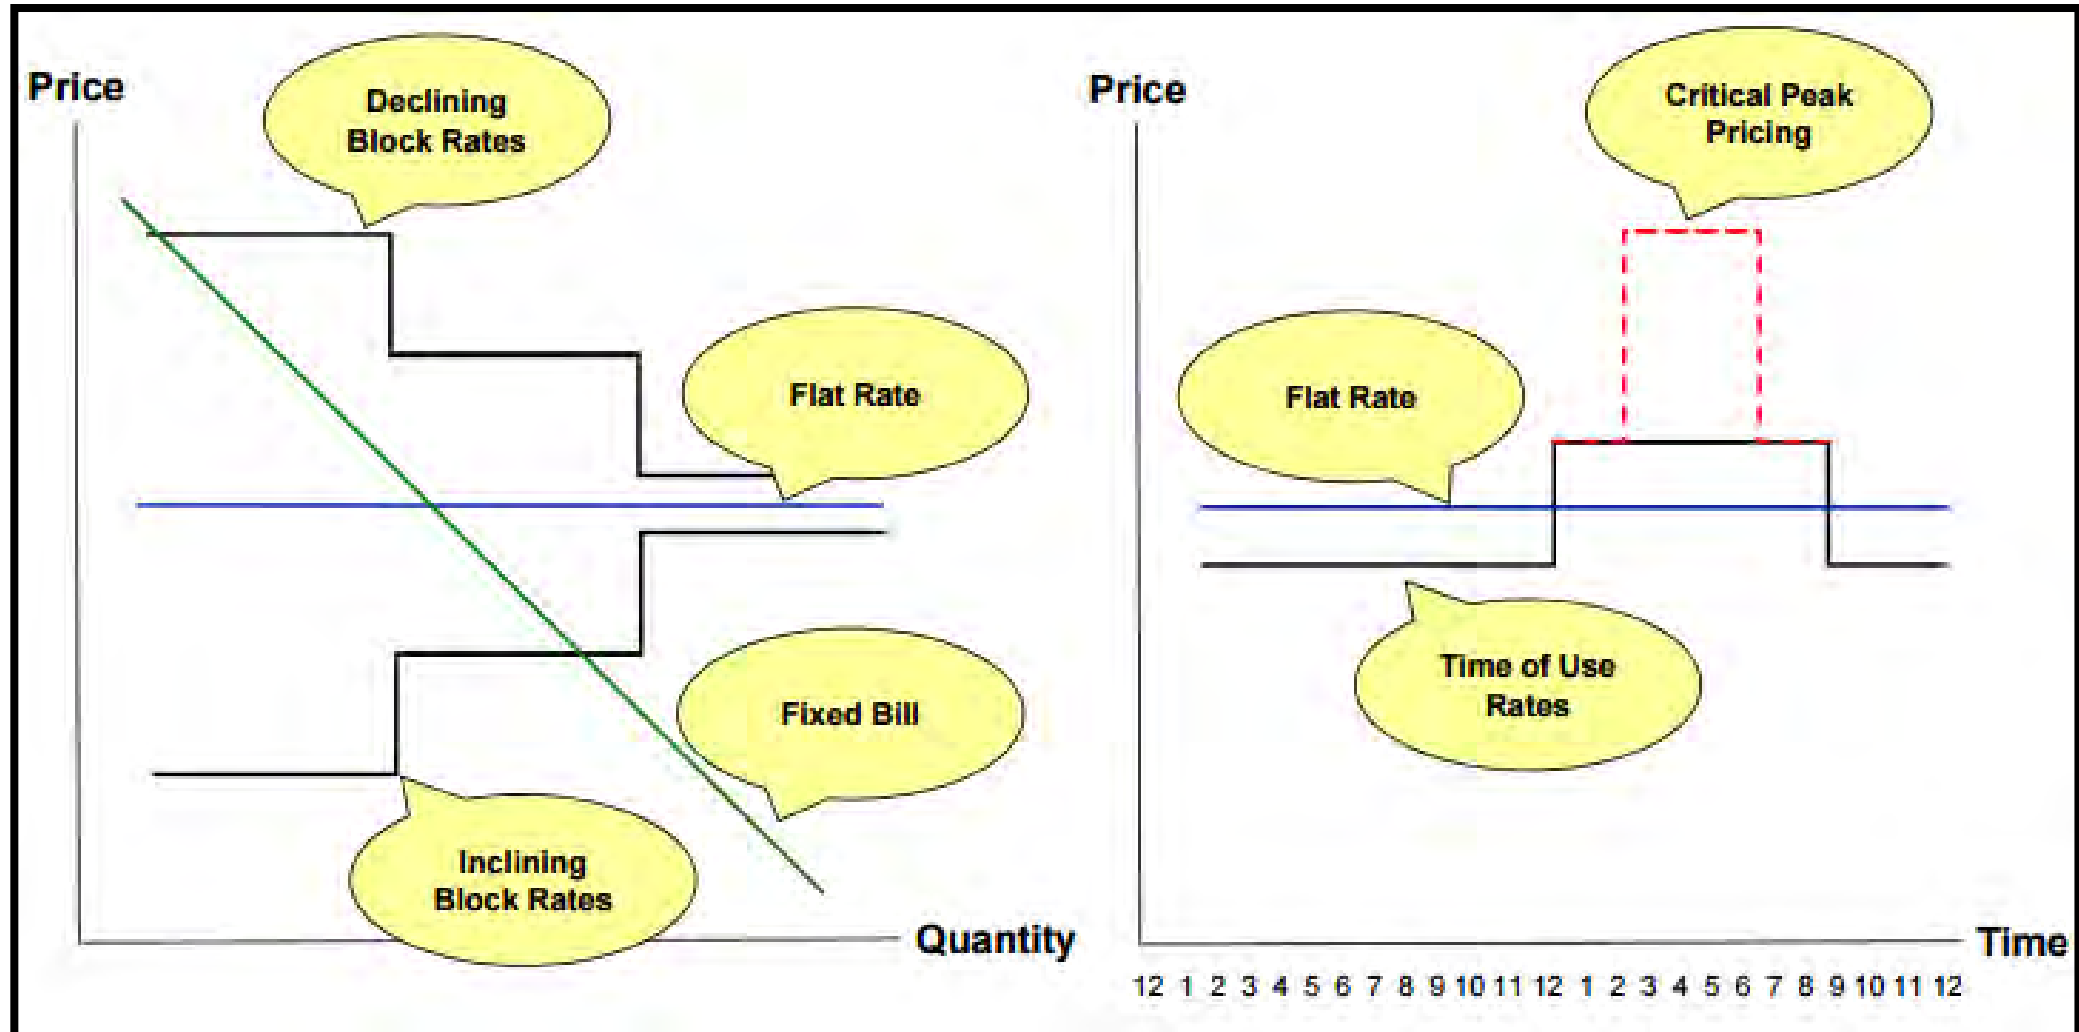 Price
Declining
Block Rates
Flat Rate
Fixed Bill
Inclining
Block Rates
Quantity
Price
Critical Peak
Pricing
Flat Rate
Time of Use
Rates
Time
12 1 2 3 4 5 6 7 8 9 10 11 12 1 2 3 4 5 6 7 8 9 10 11 12